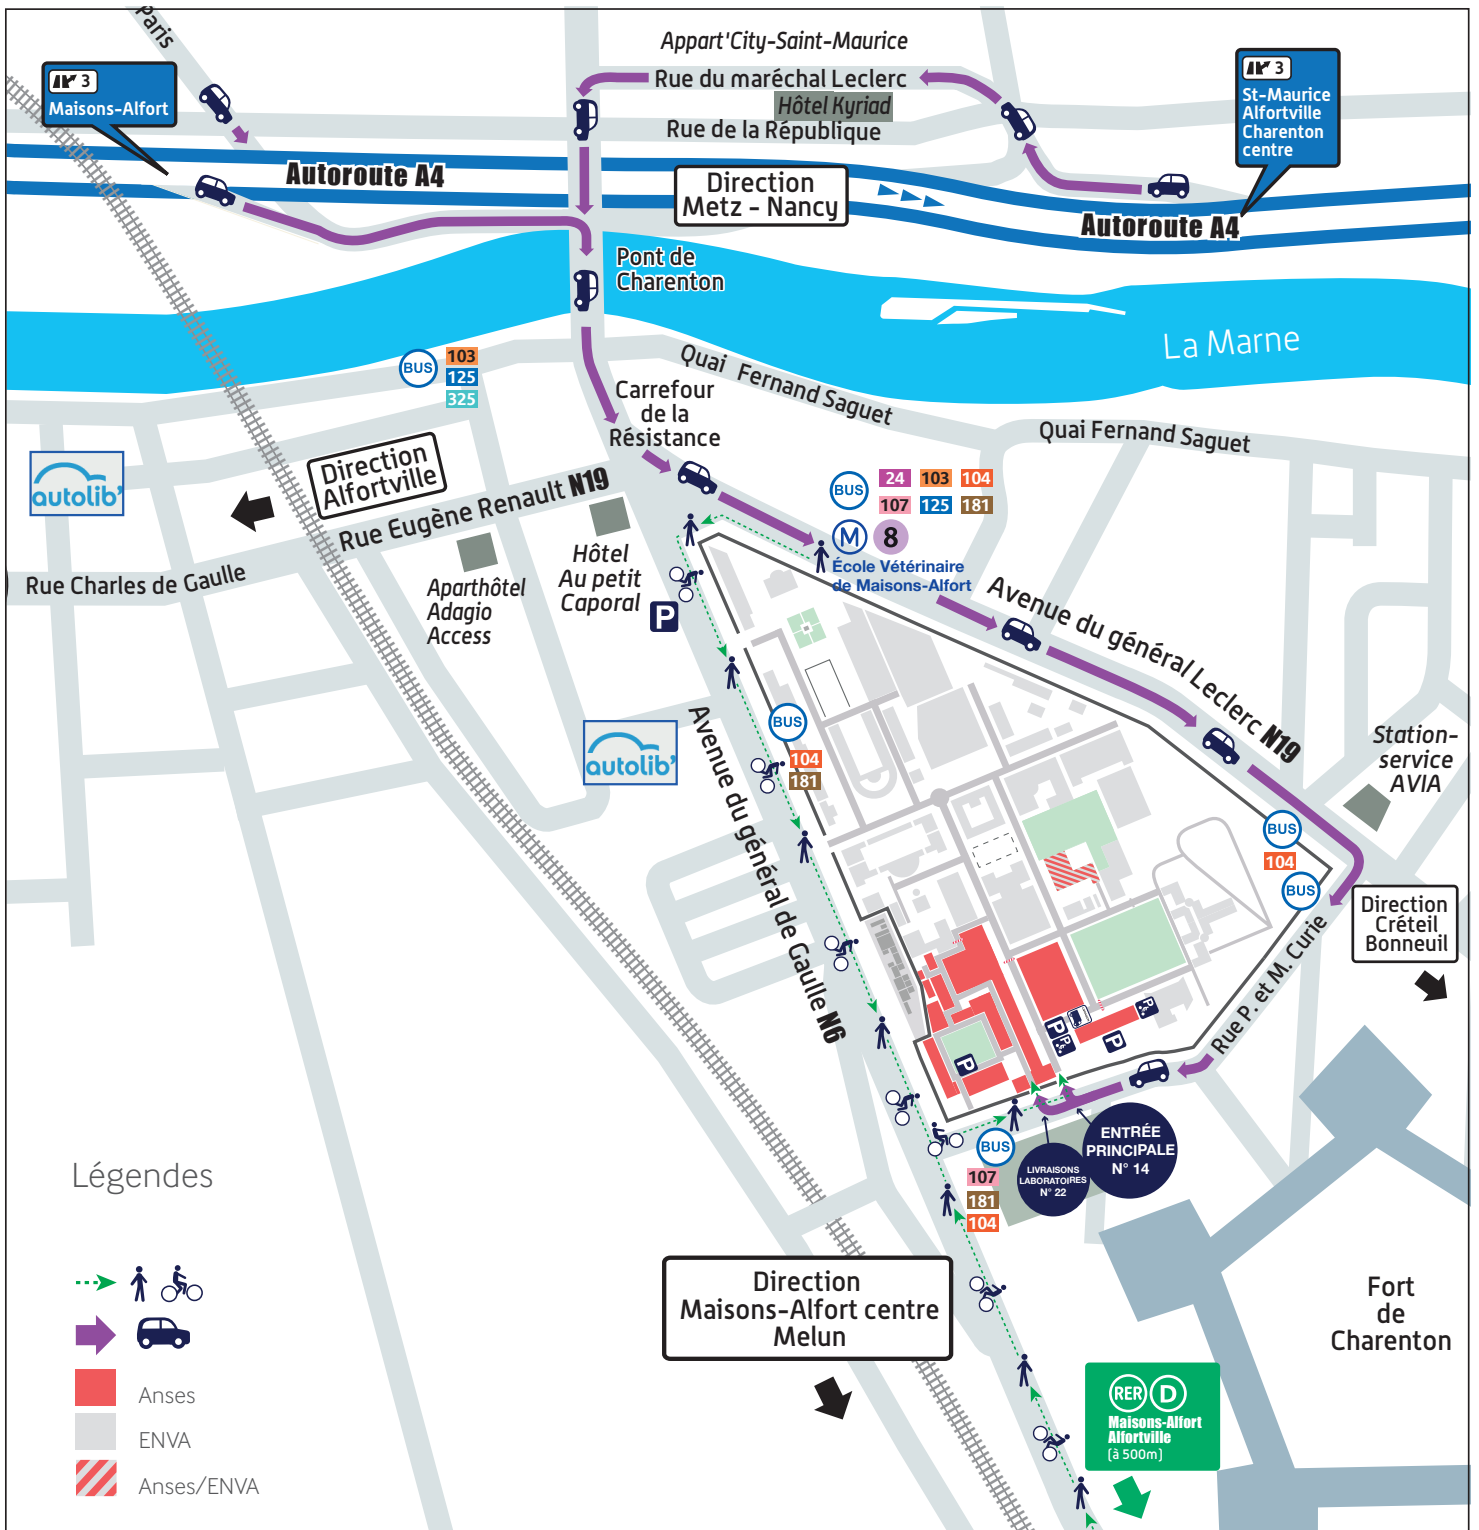 Paris
3
Maisons-Alfort
Appart'City-Saint-Maurice
Rue du maréchal Leclerc
Hôtel Kyriad
Rue de la République
3
St-Maurice
Alfortville
Charenton
centre
Autoroute A4
Direction
Metz - Nancy
Autoroute A4
Pont de
Charenton
La Marne
BUS
103
125
325
Quai Fernand Saguet
Quai Fernand Saguet
Carrefour
de la
Résistance
autolib'
Direction
Alfortville
Rue Eugène Renault N19
Rue Charles de Gaulle
BUS
24 103 104
107 125 181
M 8
École Vétérinaire
de Maisons-Alfort
Hôtel
Au petit
Caporal
Aparthôtel
Adagio
Access
P
Avenue du général Leclerc N19
BUS
104
181
autolib'
Avenue du général de Gaulle N6
Station-
service
AVIA
BUS
104
BUS
Direction
Créteil
Bonneuil
Rue P. et M. Curie
P
P
P
P
P
ENTRÉE
PRINCIPALE
N° 14
LIVRAISONS
LABORATOIRES
N° 22
BUS
107
181
104
Légendes
Anses
ENVA
Anses/ENVA
Direction
Maisons-Alfort centre
Melun
Fort
de
Charenton
RER D
Maisons-Alfort
Alfortville
(à 500m)